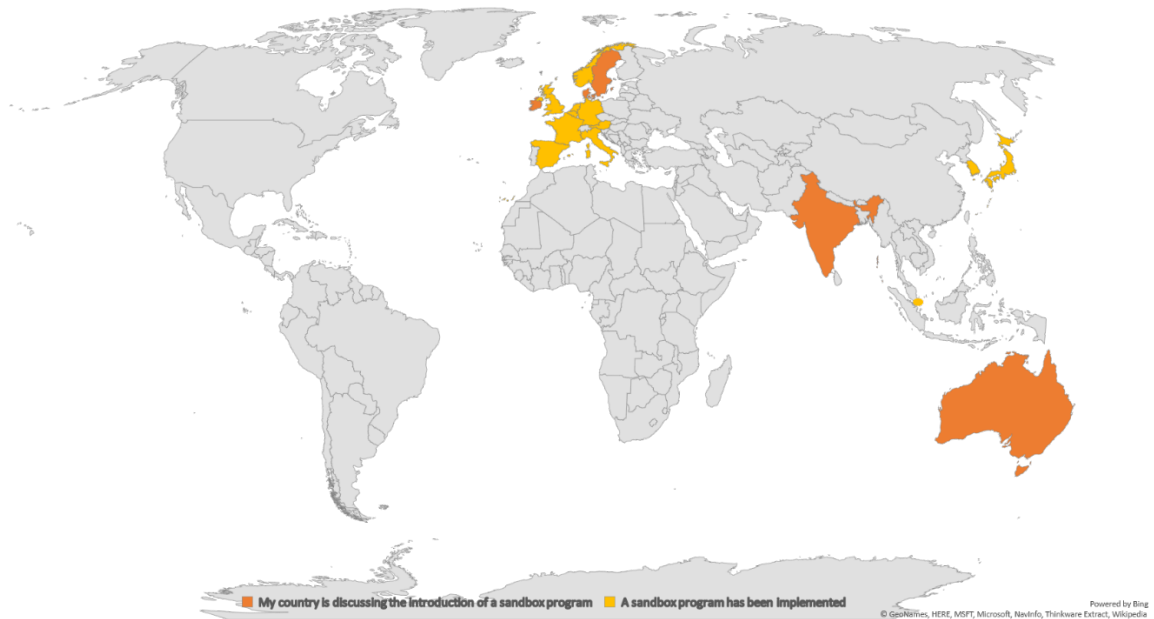 My country is discussing the introduction of a sandbox program A sandbox program has been implemented
Powered by Bing
© GeoNames, HERE, MSFT, Microsoft, NavInfo, Thinkware Extract, Wikipedia